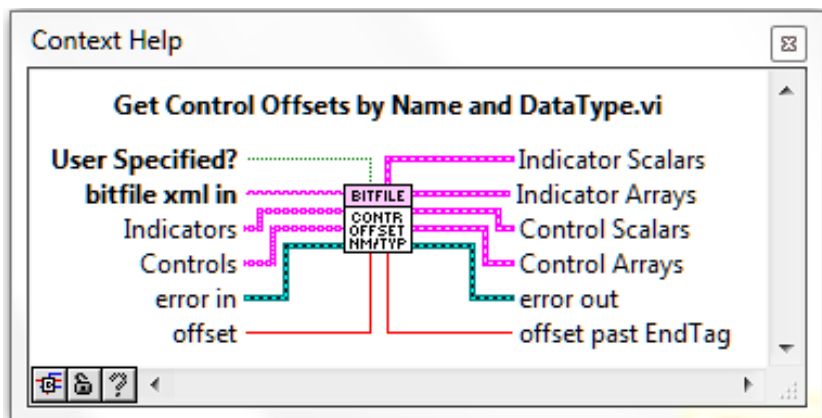 Context Help
Get Control Offsets by Name and DataType.vi
User Specified? Indicator Scalars
bitfile xml in BITFILE Indicator Arrays
Indicators CONTR Control Scalars
OFFSET
Controls NM/TYP Control Arrays
error in error out
offset offset past EndTag
?